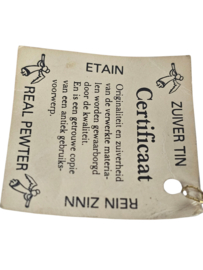 ETAIN
ZUIVER TIN
REIN ZINN
REAL PEWTER
Certificaat
Originaliteit en zuiverheid
van de verwerkte materia-
len worden gewaarborgd
door de kwaliteit.
En is een getrouwe copie
van een antiek gebruiks-
voorwerp.